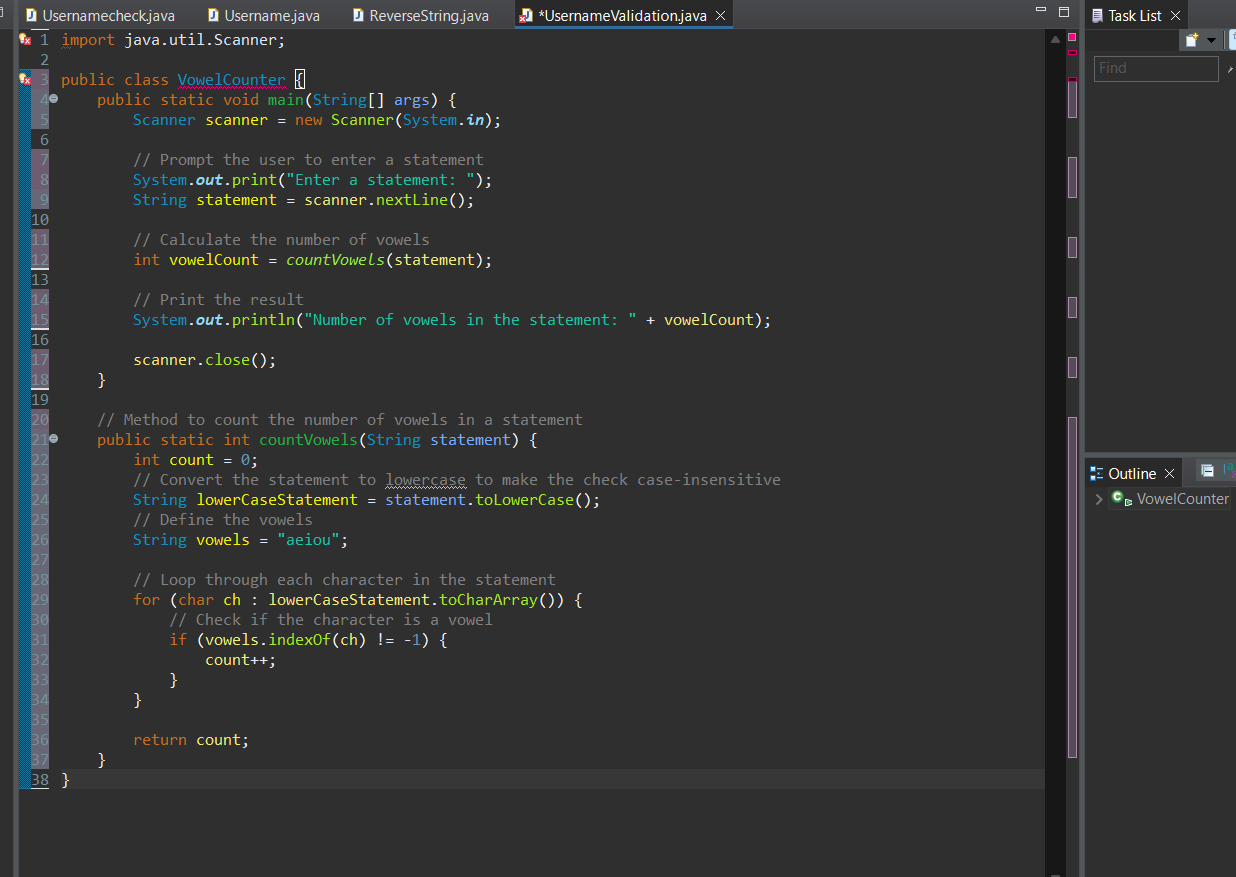 Usernamecheck.java
Username.java
ReverseString.java
*UsernameValidation.java
Task List
Find
1 import java.util.Scanner;
2
3 public class VowelCounter {
4     public static void main(String[] args) {
5         Scanner scanner = new Scanner(System.in);
6
7         // Prompt the user to enter a statement
8         System.out.print("Enter a statement: ");
9         String statement = scanner.nextLine();
10
11         // Calculate the number of vowels
12         int vowelCount = countVowels(statement);
13
14         // Print the result
15         System.out.println("Number of vowels in the statement: " + vowelCount);
16
17         scanner.close();
18     }
19
20     // Method to count the number of vowels in a statement
21     public static int countVowels(String statement) {
22         int count = 0;
23         // Convert the statement to lowercase to make the check case-insensitive
24         String lowerCaseStatement = statement.toLowerCase();
25         // Define the vowels
26         String vowels = "aeiou";
27
28         // Loop through each character in the statement
29         for (char ch : lowerCaseStatement.toCharArray()) {
30             // Check if the character is a vowel
31             if (vowels.indexOf(ch) != -1) {
32                 count++;
33             }
34         }
35
36         return count;
37     }
38 }
Outline
VowelCounter